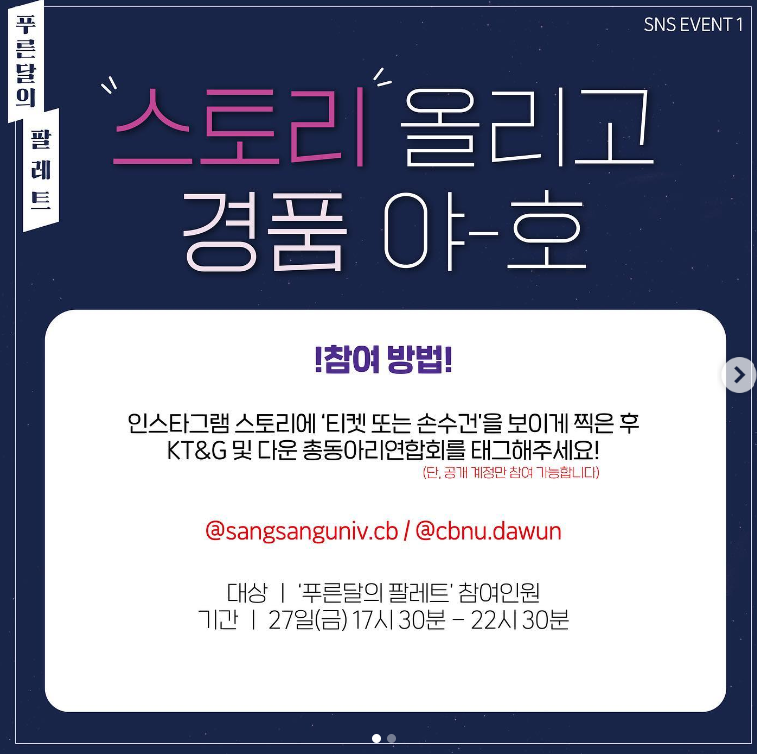 푸른달의
팔레트
SNS EVENT 1
"스토리" 올리고
경품 야-호
!참여 방법!
인스타그램 스토리에 '티켓 또는 손수건'을 보이게 찍은 후
KT&G 및 다운 총동아리연합회를 태그해주세요!
(단, 공개 계정만 참여 가능합니다)
@sangsanguniv.cb / @cbnu.dawun
대상 ㅣ '푸른달의 팔레트' 참여인원
기간 ㅣ 27일(금) 17시 30분 – 22시 30분